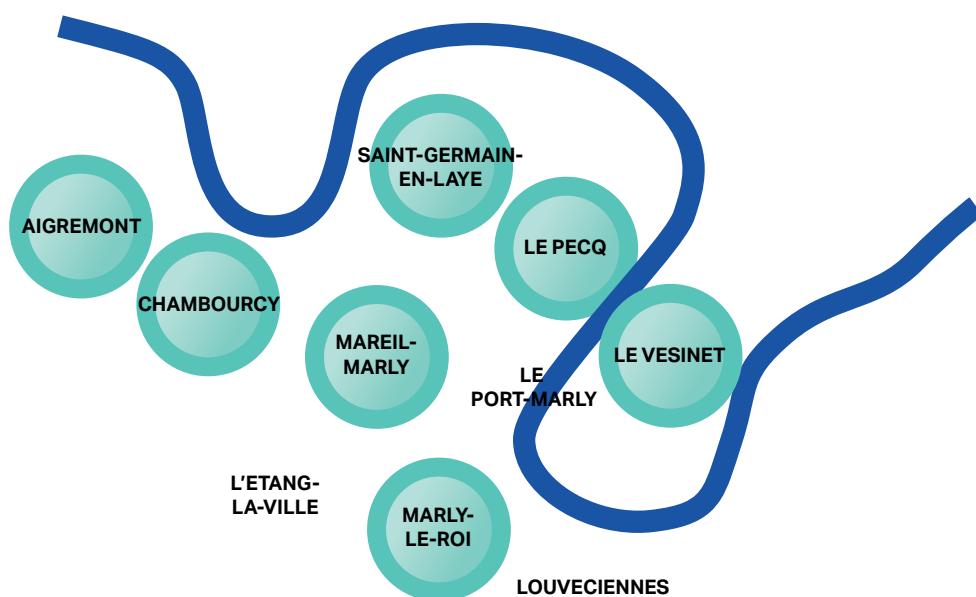 SAINT-GERMAIN-
EN-LAYE
AIGREMONT
LE PECQ
CHAMBOURCY
MAREIL-
MARLY
LE VESINET
LE
PORT-MARLY
L'ETANG-
LA-VILLE
MARLY-
LE-ROI
LOUVECIENNES